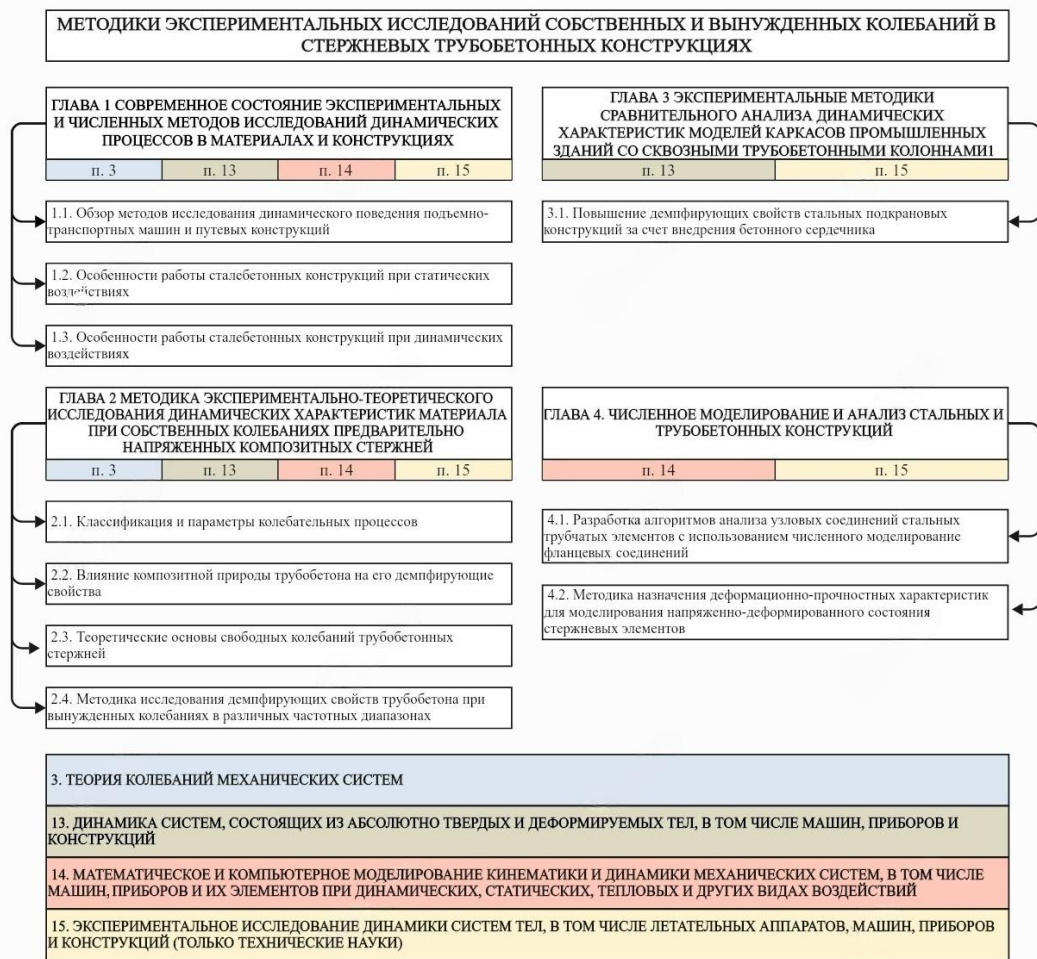 МЕТОДИКИ ЭКСПЕРИМЕНТАЛЬНЫХ ИССЛЕДОВАНИЙ СОБСТВЕННЫХ И ВЫНУЖДЕННЫХ КОЛЕБАНИЙ В
СТЕРЖНЕВЫХ ТРУБОБЕТОННЫХ КОНСТРУКЦИЯХ
ГЛАВА 1 СОВРЕМЕННОЕ СОСТОЯНИЕ ЭКСПЕРИМЕНТАЛЬНЫХ
И ЧИСЛЕННЫХ МЕТОДОВ ИССЛЕДОВАНИЙ ДИНАМИЧЕСКИХ
ПРОЦЕССОВ В МАТЕРИАЛАХ И КОНСТРУКЦИЯХ
п. 3 п. 13 п. 14 п. 15
1.1. Обзор методов исследования динамического поведения подъемно-
транспортных машин и путевых конструкций
1.2. Особенности работы сталебетонных конструкций при статических
воздействиях
1.3. Особенности работы сталебетонных конструкций при динамических
воздействиях
ГЛАВА 3 ЭКСПЕРИМЕНТАЛЬНЫЕ МЕТОДИКИ
СРАВНИТЕЛЬНОГО АНАЛИЗА ДИНАМИЧЕСКИХ
ХАРАКТЕРИСТИК МОДЕЛЕЙ КАРКАСОВ ПРОМЫШЛЕННЫХ
ЗДАНИЙ СО СКВОЗНЫМИ ТРУБОБЕТОННЫМИ КОЛОННАМИ1
п. 13 п. 15
3.1. Повышение демпфирующих свойств стальных подкрановых
конструкций за счет внедрения бетонного сердечника
ГЛАВА 2 МЕТОДИКА ЭКСПЕРИМЕНТАЛЬНО-ТЕОРЕТИЧЕСКОГО
ИССЛЕДОВАНИЯ ДИНАМИЧЕСКИХ ХАРАКТЕРИСТИК МАТЕРИАЛА
ПРИ СОБСТВЕННЫХ КОЛЕБАНИЯХ ПРЕДВАРИТЕЛЬНО
НАПРЯЖЕННЫХ КОМПОЗИТНЫХ СТЕРЖНЕЙ
п. 3 п. 13 п. 14 п. 15
2.1. Классификация и параметры колебательных процессов
2.2. Влияние композитной природы трубобетона на его демпфирующие
свойства
2.3. Теоретические основы свободных колебаний трубобетонных
стержней
2.4. Методика исследования демпфирующих свойств трубобетона при
вынужденных колебаниях в различных частотных диапазонах
ГЛАВА 4. ЧИСЛЕННОЕ МОДЕЛИРОВАНИЕ И АНАЛИЗ СТАЛЬНЫХ И
ТРУБОБЕТОННЫХ КОНСТРУКЦИЙ
п. 14 п. 15
4.1. Разработка алгоритмов анализа узловых соединений стальных
трубчатых элементов с использованием численного моделирование
фланцевых соединений
4.2. Методика назначения деформационно-прочностных характеристик
для моделирования напряженно-деформированного состояния
стержневых элементов
3. ТЕОРИЯ КОЛЕБАНИЙ МЕХАНИЧЕСКИХ СИСТЕМ
13. ДИНАМИКА СИСТЕМ, СОСТОЯЩИХ ИЗ АБСОЛЮТНО ТВЕРДЫХ И ДЕФОРМИРУЕМЫХ ТЕЛ, В ТОМ ЧИСЛЕ МАШИН, ПРИБОРОВ И
КОНСТРУКЦИЙ
14. МАТЕМАТИЧЕСКОЕ И КОМПЬЮТЕРНОЕ МОДЕЛИРОВАНИЕ КИНЕМАТИКИ И ДИНАМИКИ МЕХАНИЧЕСКИХ СИСТЕМ, В ТОМ ЧИСЛЕ
МАШИН, ПРИБОРОВ И ИХ ЭЛЕМЕНТОВ ПРИ ДИНАМИЧЕСКИХ, СТАТИЧЕСКИХ, ТЕПЛОВЫХ И ДРУГИХ ВИДАХ ВОЗДЕЙСТВИЙ
15. ЭКСПЕРИМЕНТАЛЬНОЕ ИССЛЕДОВАНИЕ ДИНАМИКИ СИСТЕМ ТЕЛ, В ТОМ ЧИСЛЕ ЛЕТАТЕЛЬНЫХ АППАРАТОВ, МАШИН, ПРИБОРОВ
И КОНСТРУКЦИЙ (ТОЛЬКО ТЕХНИЧЕСКИЕ НАУКИ)